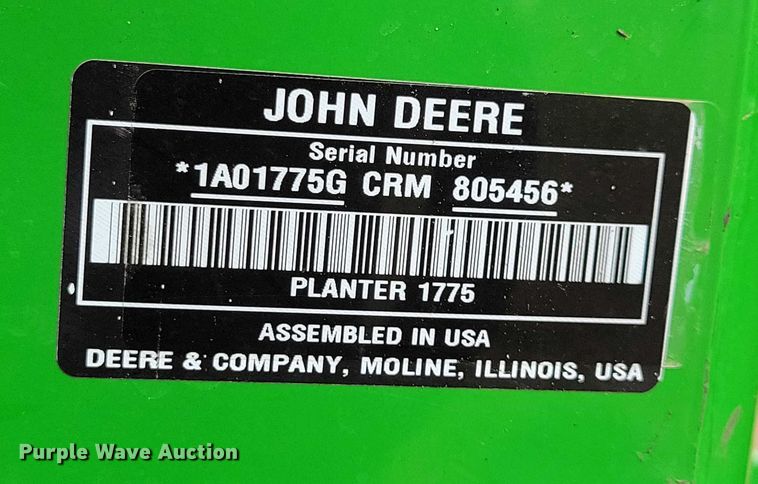 JOHN DEERE
Serial Number
*1A01775G CRM 805456*
PLANTER 1775
ASSEMBLED IN USA
DEERE & COMPANY, MOLINE, ILLINOIS, USA
Purple Wave Auction